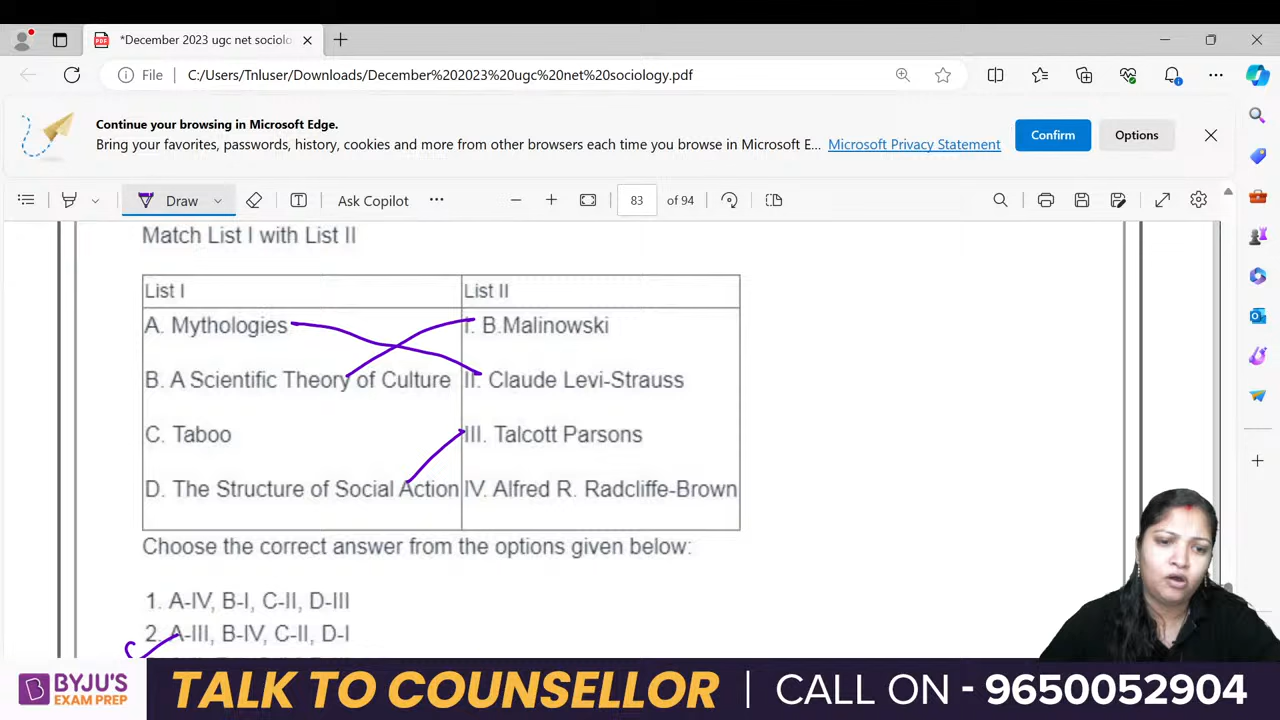 *December 2023 ugc net sociolo
File C:/Users/Tnluser/Downloads/December%202023%20ugc%20net%20sociology.pdf
Continue your browsing in Microsoft Edge.
Bring your favorites, passwords, history, cookies and more from other browsers each time you browse in Microsoft E... Microsoft Privacy Statement
Confirm
Options
Draw
Ask Copilot
83 of 94
Match List I with List II
List I List II
A. Mythologies I. B.Malinowski
B. A Scientific Theory of Culture II. Claude Levi-Strauss
C. Taboo III. Talcott Parsons
D. The Structure of Social Action IV. Alfred R. Radcliffe-Brown
Choose the correct answer from the options given below:
1. A-IV, B-I, C-II, D-III
2. A-III, B-IV, C-II, D-I
BYJU'S
EXAM PREP
TALK TO COUNSELLOR | CALL ON - 9650052904